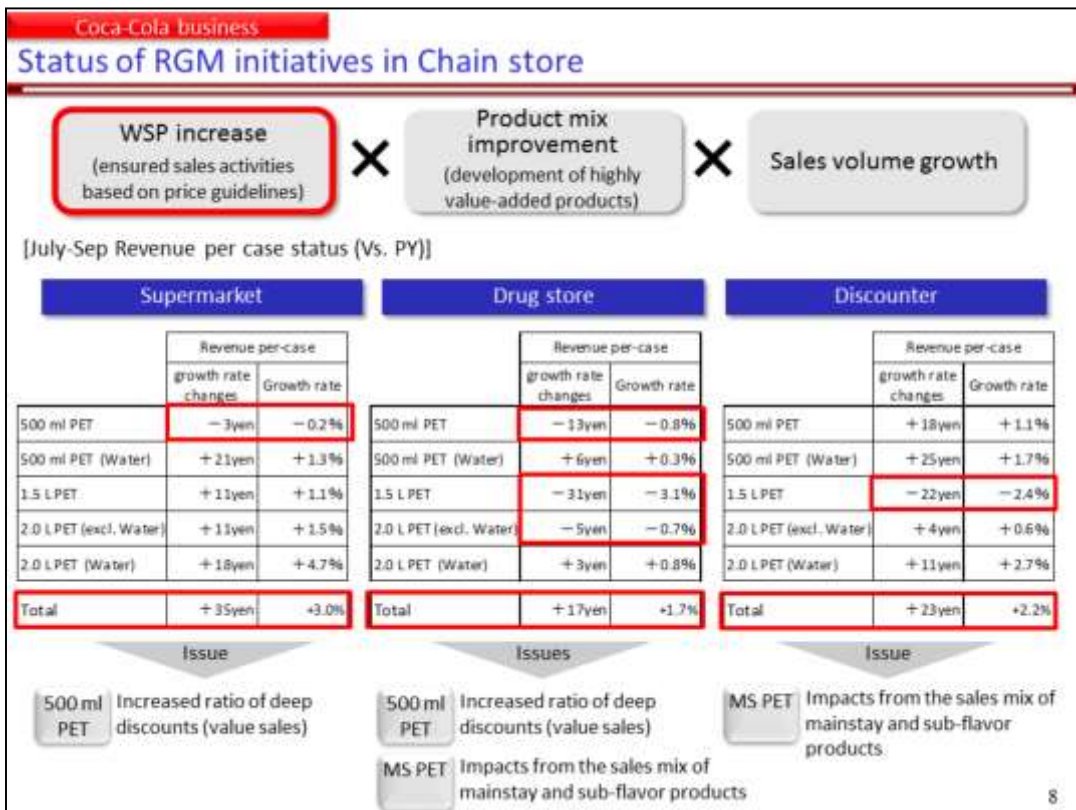 Coca-Cola business
Status of RGM initiatives in Chain store
WSP increase
(ensured sales activities
based on price guidelines)
×
Product mix
improvement
(development of highly
value-added products)
×
Sales volume growth
[July-Sep Revenue per case status (Vs. PY)]
Supermarket
Revenue per-case
growth rate changes Growth rate
500 ml PET －3yen －0.2%
500 ml PET (Water) ＋21yen ＋1.3%
1.5 L PET ＋11yen ＋1.1%
2.0 L PET (excl. Water) ＋11yen ＋1.5%
2.0 L PET (Water) ＋18yen ＋4.7%
Total ＋35yen +3.0%
Issue
500 ml PET
Increased ratio of deep
discounts (value sales)
Drug store
Revenue per-case
growth rate changes Growth rate
500 ml PET －13yen －0.8%
500 ml PET (Water) ＋6yen ＋0.3%
1.5 L PET －31yen －3.1%
2.0 L PET (excl. Water) －5yen －0.7%
2.0 L PET (Water) ＋3yen ＋0.8%
Total ＋17yen +1.7%
Issues
500 ml PET
Increased ratio of deep
discounts (value sales)
MS PET
Impacts from the sales mix of
mainstay and sub-flavor products
Discounter
Revenue per-case
growth rate changes Growth rate
500 ml PET ＋18yen ＋1.1%
500 ml PET (Water) ＋25yen ＋1.7%
1.5 L PET －22yen －2.4%
2.0 L PET (excl. Water) ＋4yen ＋0.6%
2.0 L PET (Water) ＋11yen ＋2.7%
Total ＋23yen +2.2%
Issue
MS PET
Impacts from the sales mix of
mainstay and sub-flavor
products
8